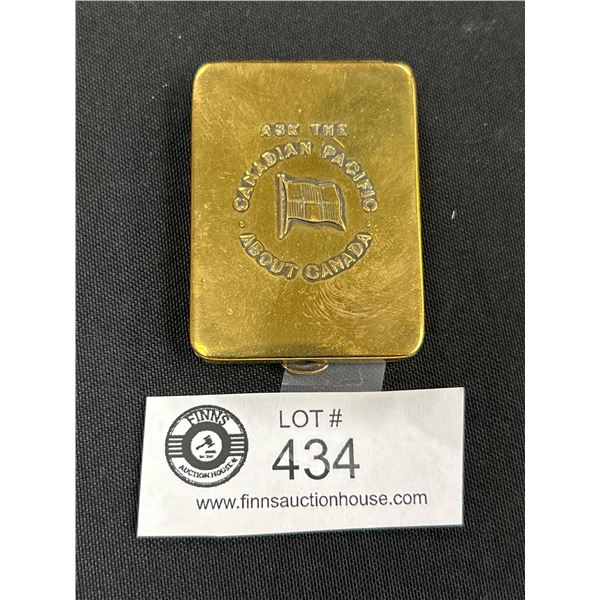 ASK THE
CANADIAN PACIFIC
ABOUT CANADA
FINNS
AUCTION HOUSE
LOT #
434
www.finnsauctionhouse.com